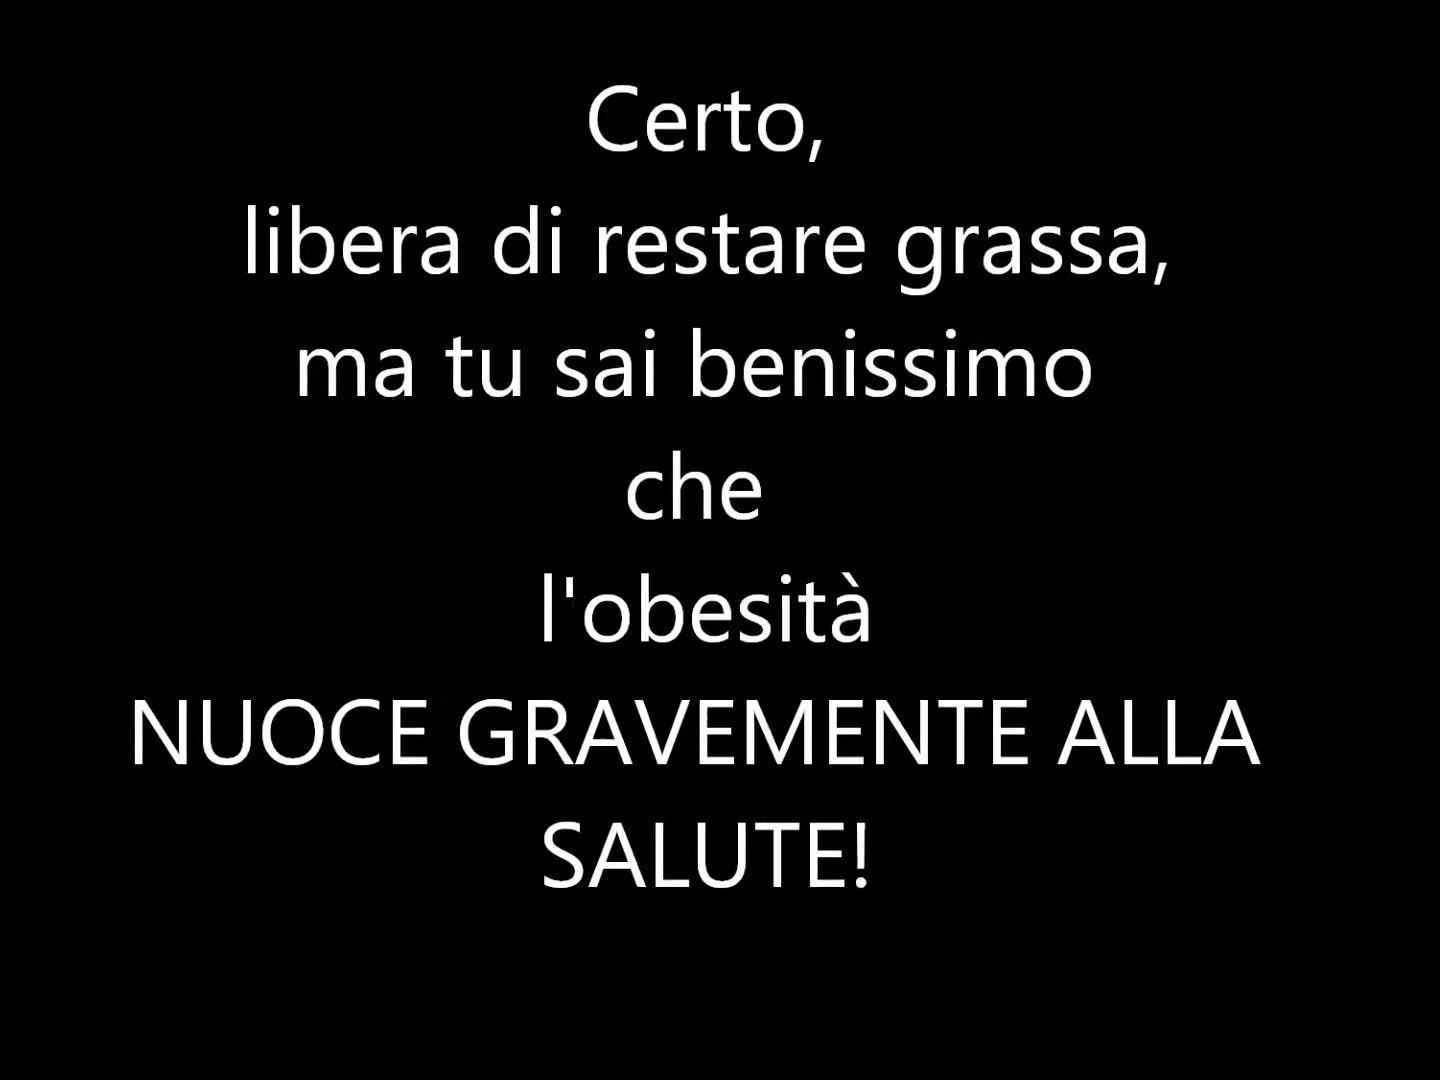 Certo,
libera di restare grassa,
ma tu sai benissimo
che
l'obesità
NUOCE GRAVEMENTE ALLA
SALUTE!